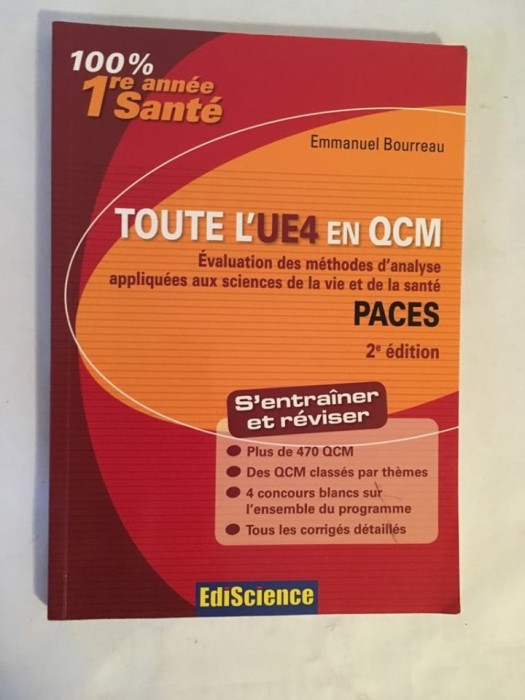 100%
1re année
Santé
Emmanuel Bourreau
TOUTE L'UE4 EN QCM
Évaluation des méthodes d'analyse
appliquées aux sciences de la vie et de la santé
PACES
2e édition
S'entraîner
et réviser
Plus de 470 QCM
Des QCM classés par thèmes
4 concours blancs sur
l'ensemble du programme
Tous les corrigés détaillés
EdiScience